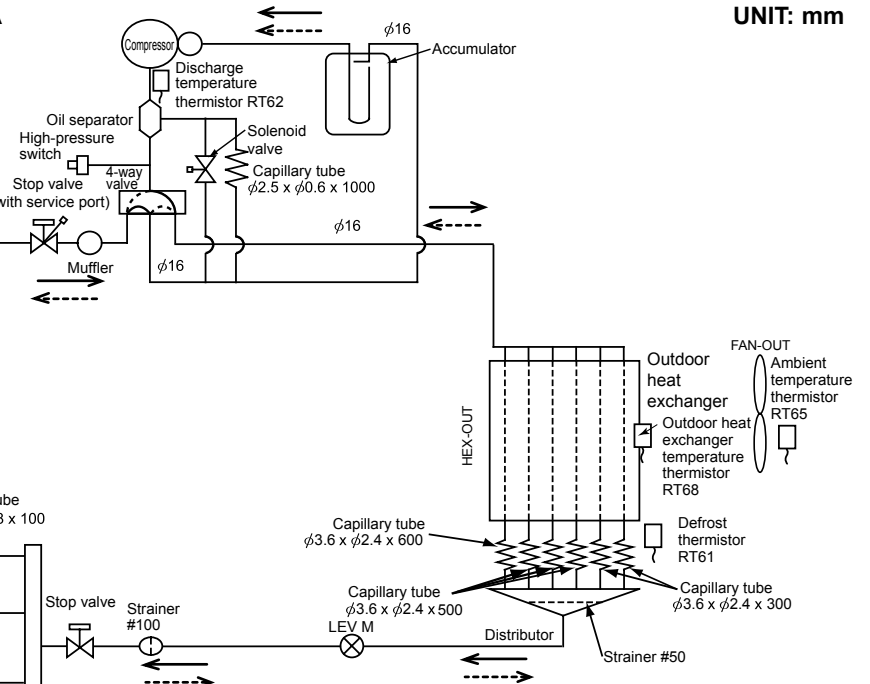 UNIT: mm
ϕ16
Compressor
Accumulator
Discharge
temperature
thermistor RT62
Oil separator
High-pressure
switch
Solenoid
valve
Capillary tube
ϕ2.5 x ϕ0.6 x 1000
4-way
valve
Stop valve
with service port)
Muffler
ϕ16
ϕ16
FAN-OUT
Outdoor
heat
exchanger
Ambient
temperature
thermistor
RT65
HEX-OUT
Outdoor heat
exchanger
temperature
thermistor
RT68
x 100
Capillary tube
ϕ3.6 x ϕ2.4 x 600
Defrost
thermistor
RT61
Capillary tube
ϕ3.6 x ϕ2.4 x 500
Capillary tube
ϕ3.6 x ϕ2.4 x 300
Stop valve
Strainer
#100
LEV M
Distributor
Strainer #50